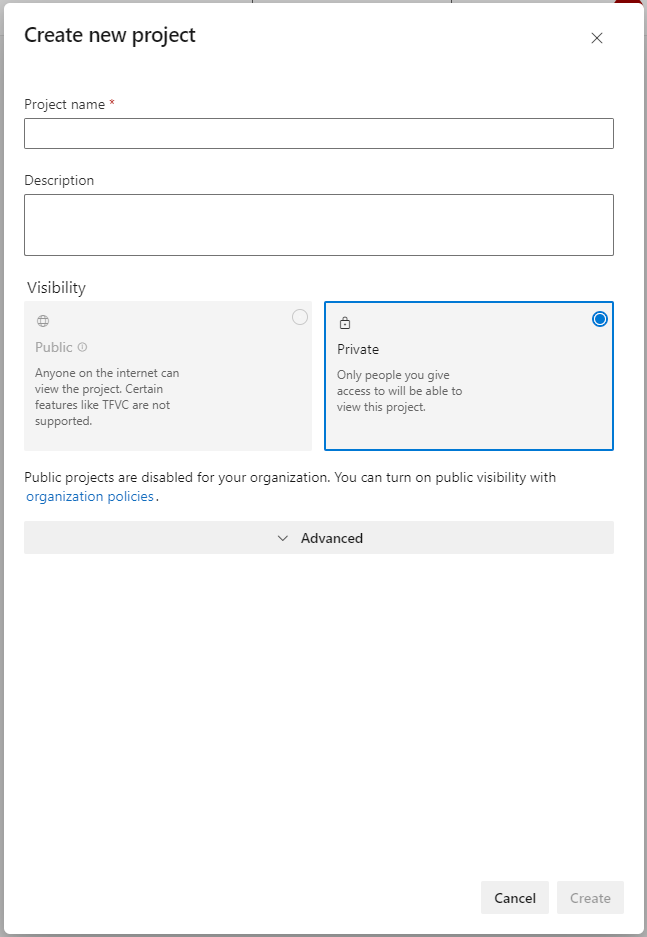 Create new project
Project name *
Description
Visibility
Public
Anyone on the internet can
view the project. Certain
features like TFVC are not
supported.
Private
Only people you give
access to will be able to
view this project.
Public projects are disabled for your organization. You can turn on public visibility with
organization policies.
Advanced
Cancel
Create